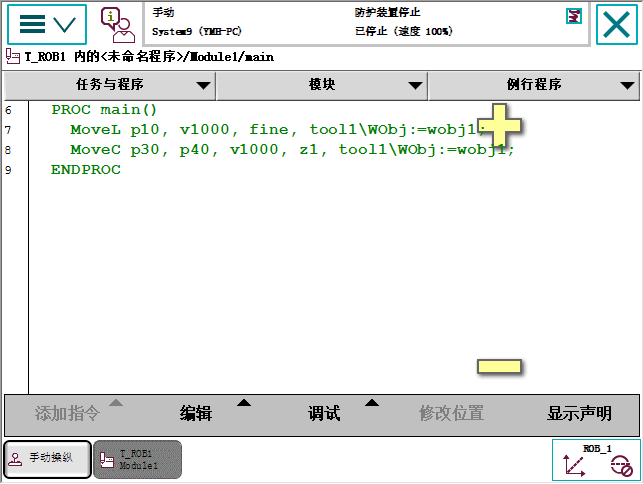 手动
System9 (YMH-PC)
防护装置停止
已停止 (速度 100%)
T_ROB1 内的<未命名程序>/Module1/main
任务与程序
模块
例行程序
6 PROC main()
7 MoveL p10, v1000, fine, tool1\WObj:=wobj1;
8 MoveC p30, p40, v1000, z1, tool1\WObj:=wobj1;
9 ENDPROC
添加指令
编辑
调试
修改位置
显示声明
手动操纵
T_ROB1
Module1
ROB_1